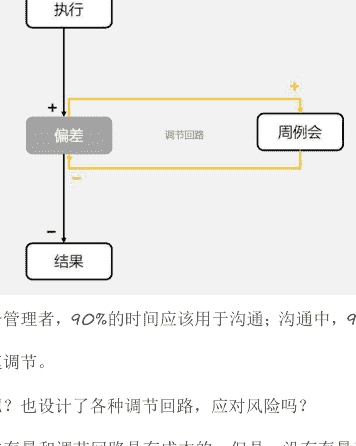 执行
+
+
偏差
调节回路
周例会
−
−
结果
管理者，90%的时间应该用于沟通；沟通中，9
调节。
？也设计了各种调节回路，应对风险吗？